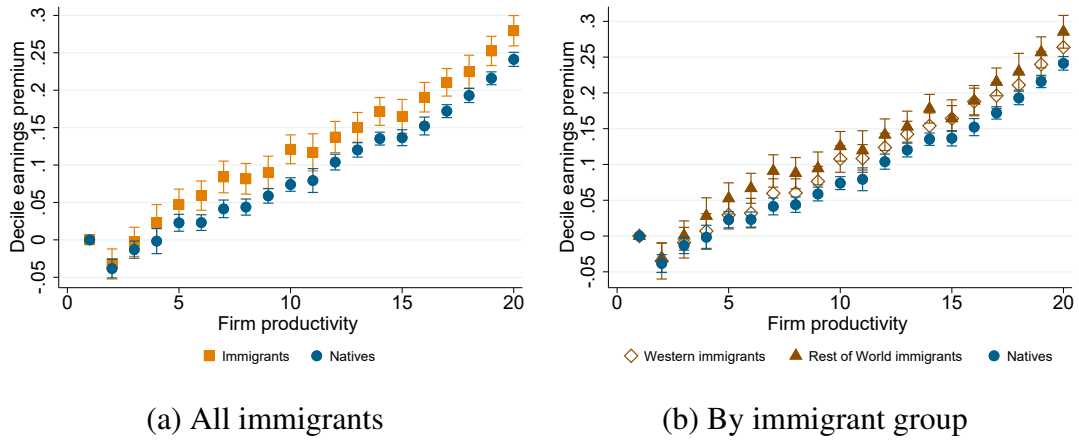 Decile earnings premium
.3
.25
.2
.15
.1
.05
0
-.05
0 5 10 15 20
Firm productivity
Immigrants Natives
(a) All immigrants
Decile earnings premium
.3
.25
.2
.15
.1
.05
0
-.05
0 5 10 15 20
Firm productivity
Western immigrants Rest of World immigrants Natives
(b) By immigrant group